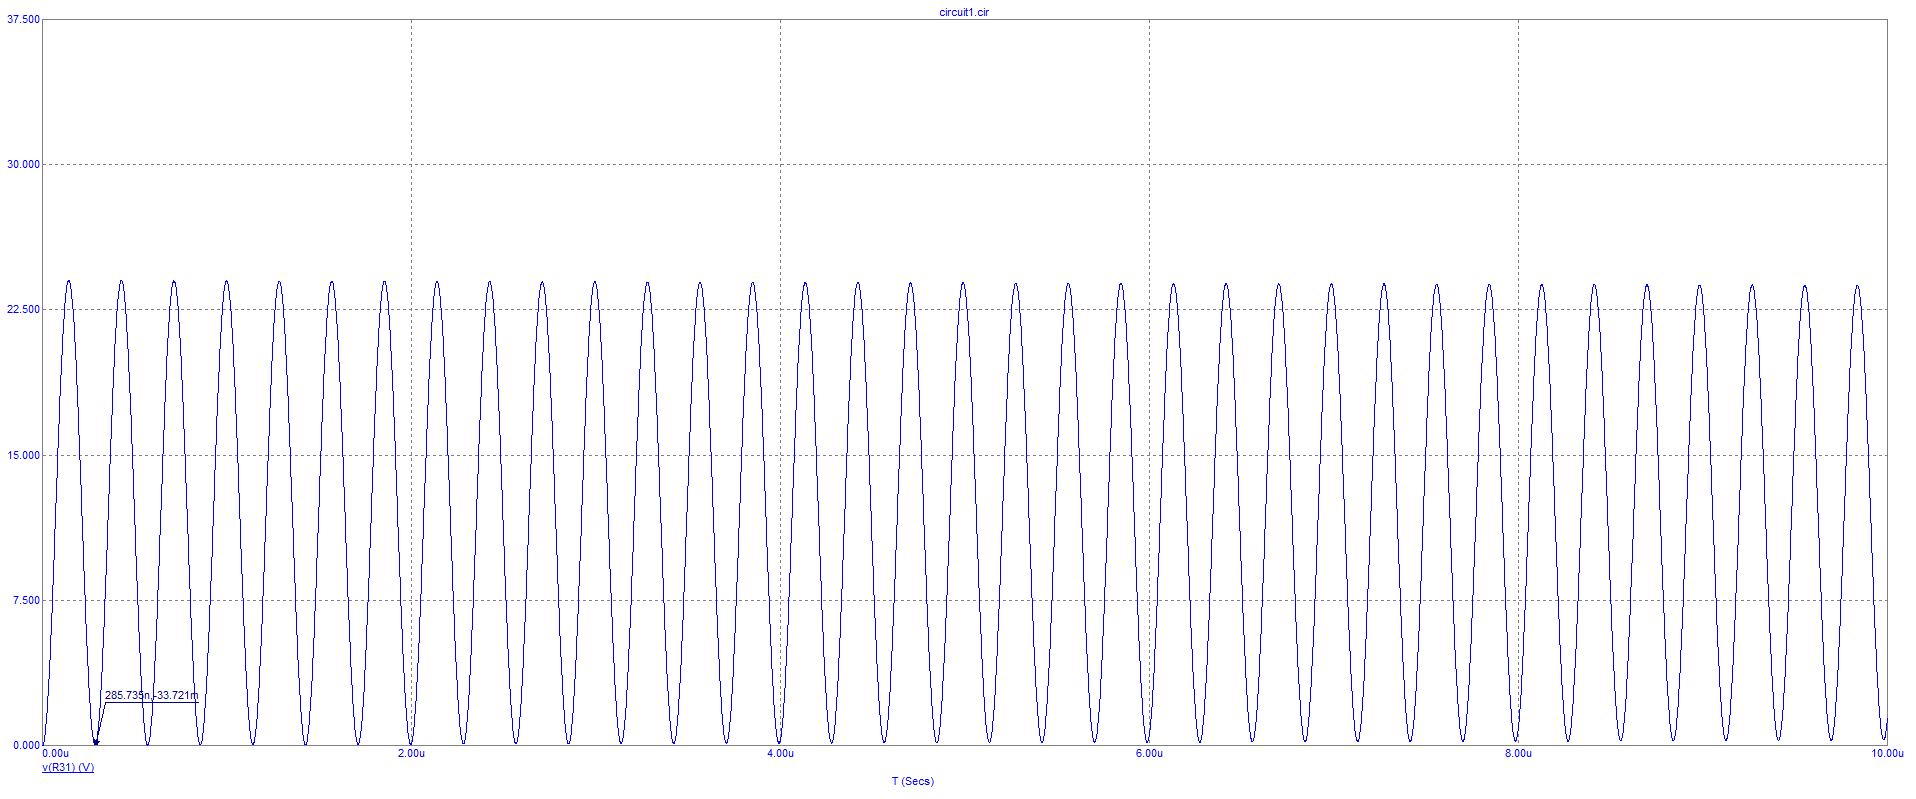 circuit1.cir
37.500
30.000
22.500
15.000
7.500
0.000
285.735n,-33.721m
0.00u 2.00u 4.00u 6.00u 8.00u 10.00u
v(R31) (V)
T (Secs)